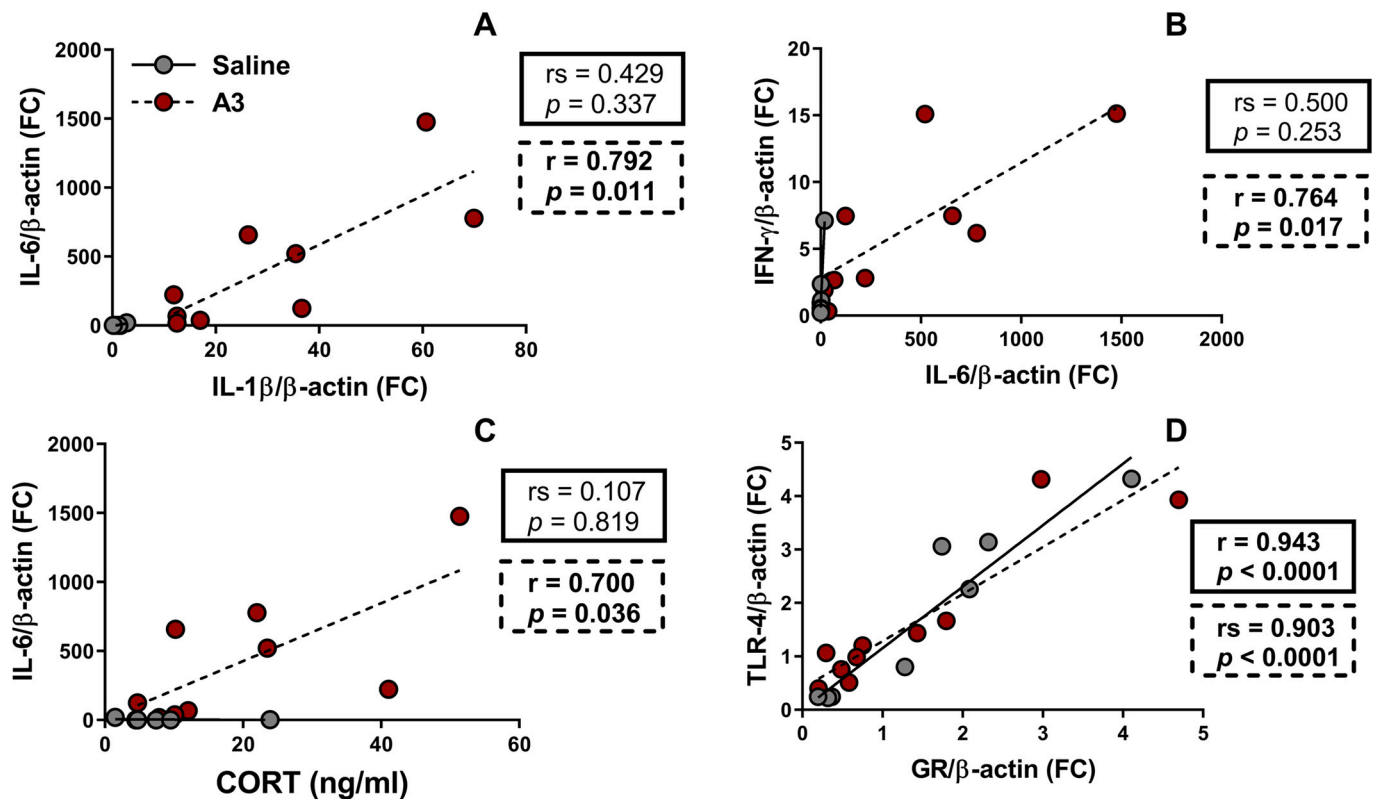 A
2000
1500
1000
500
0
IL-6/β-actin (FC)
Saline
A3
rs = 0.429
p = 0.337
r = 0.792
p = 0.011
0 20 40 60 80
IL-1β/β-actin (FC)
B
20
15
10
5
0
IFN-γ/β-actin (FC)
rs = 0.500
p = 0.253
r = 0.764
p = 0.017
0 500 1000 1500 2000
IL-6/β-actin (FC)
C
2000
1500
1000
500
0
IL-6/β-actin (FC)
rs = 0.107
p = 0.819
r = 0.700
p = 0.036
0 20 40 60
CORT (ng/ml)
D
5
4
3
2
1
0
TLR-4/β-actin (FC)
r = 0.943
p < 0.0001
rs = 0.903
p < 0.0001
0 1 2 3 4 5
GR/β-actin (FC)